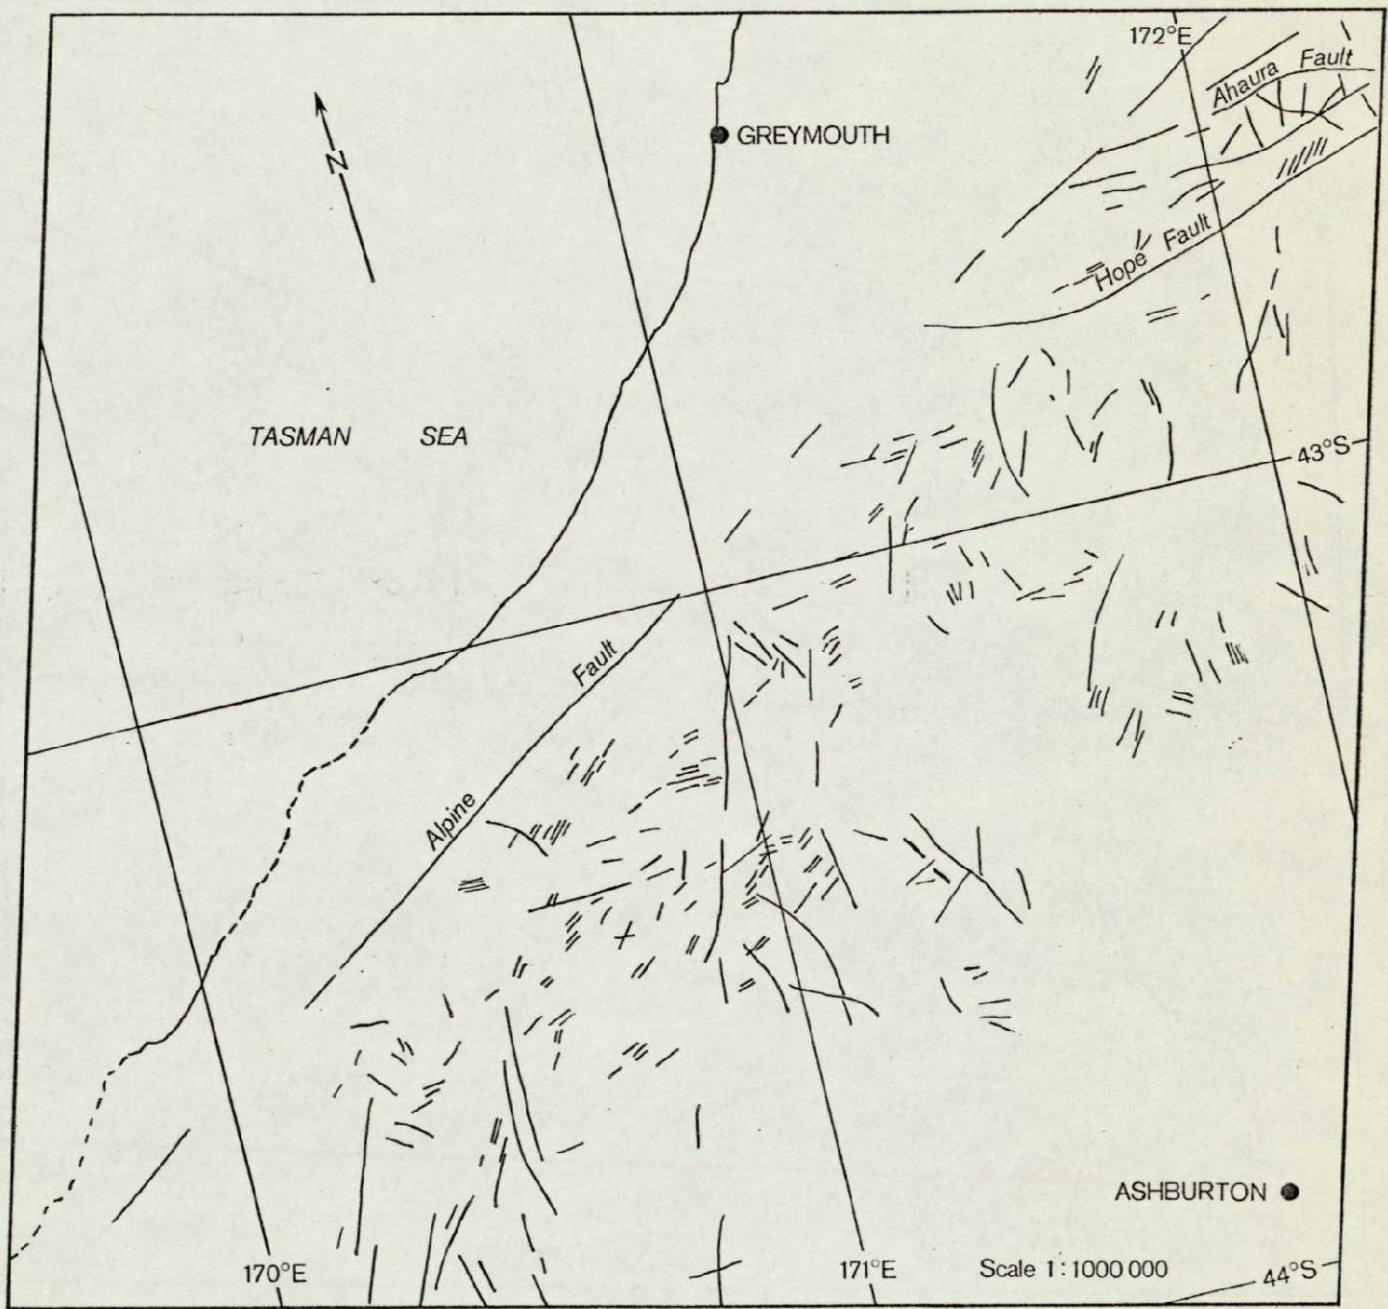 172°E
Ahaura Fault
N
GREYMOUTH
Hope Fault
TASMAN SEA
43°S
Alpine Fault
ASHBURTON
170°E
171°E
Scale 1:1000 000
44°S